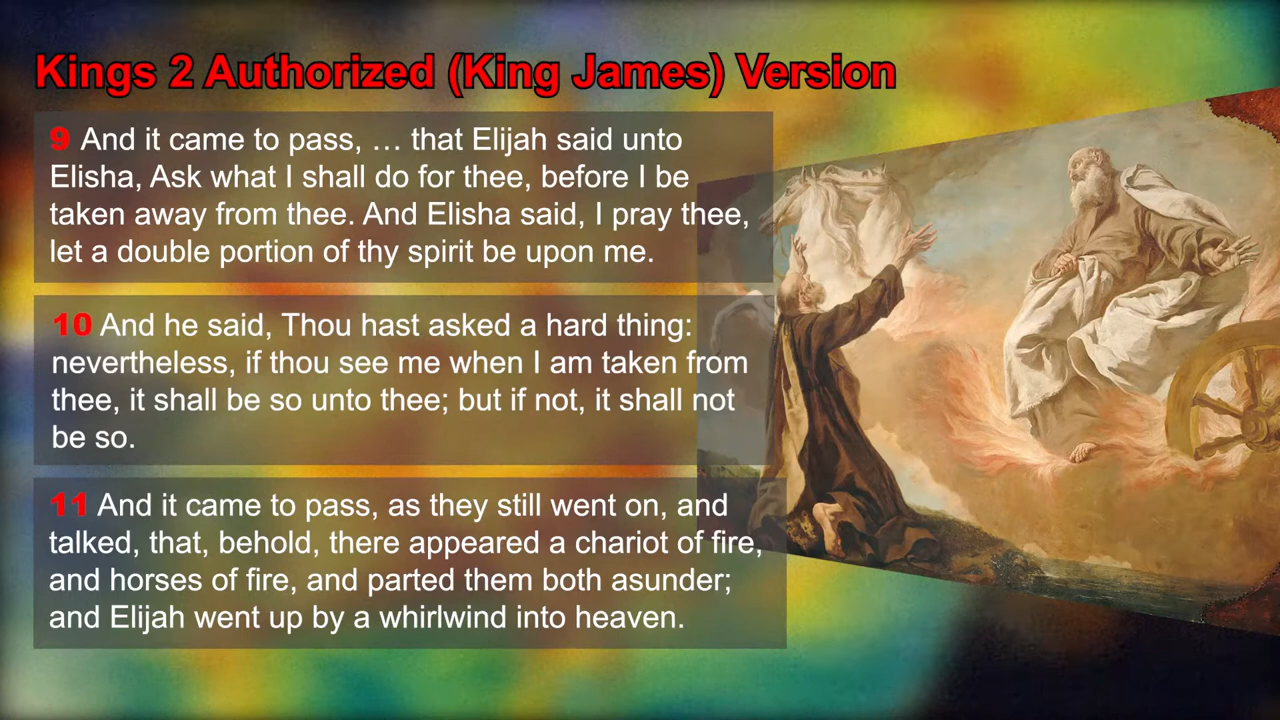 Kings 2 Authorized (King James) Version
9 And it came to pass, … that Elijah said unto
Elisha, Ask what I shall do for thee, before I be
taken away from thee. And Elisha said, I pray thee,
let a double portion of thy spirit be upon me.
10 And he said, Thou hast asked a hard thing:
nevertheless, if thou see me when I am taken from
thee, it shall be so unto thee; but if not, it shall not
be so.
11 And it came to pass, as they still went on, and
talked, that, behold, there appeared a chariot of fire,
and horses of fire, and parted them both asunder;
and Elijah went up by a whirlwind into heaven.